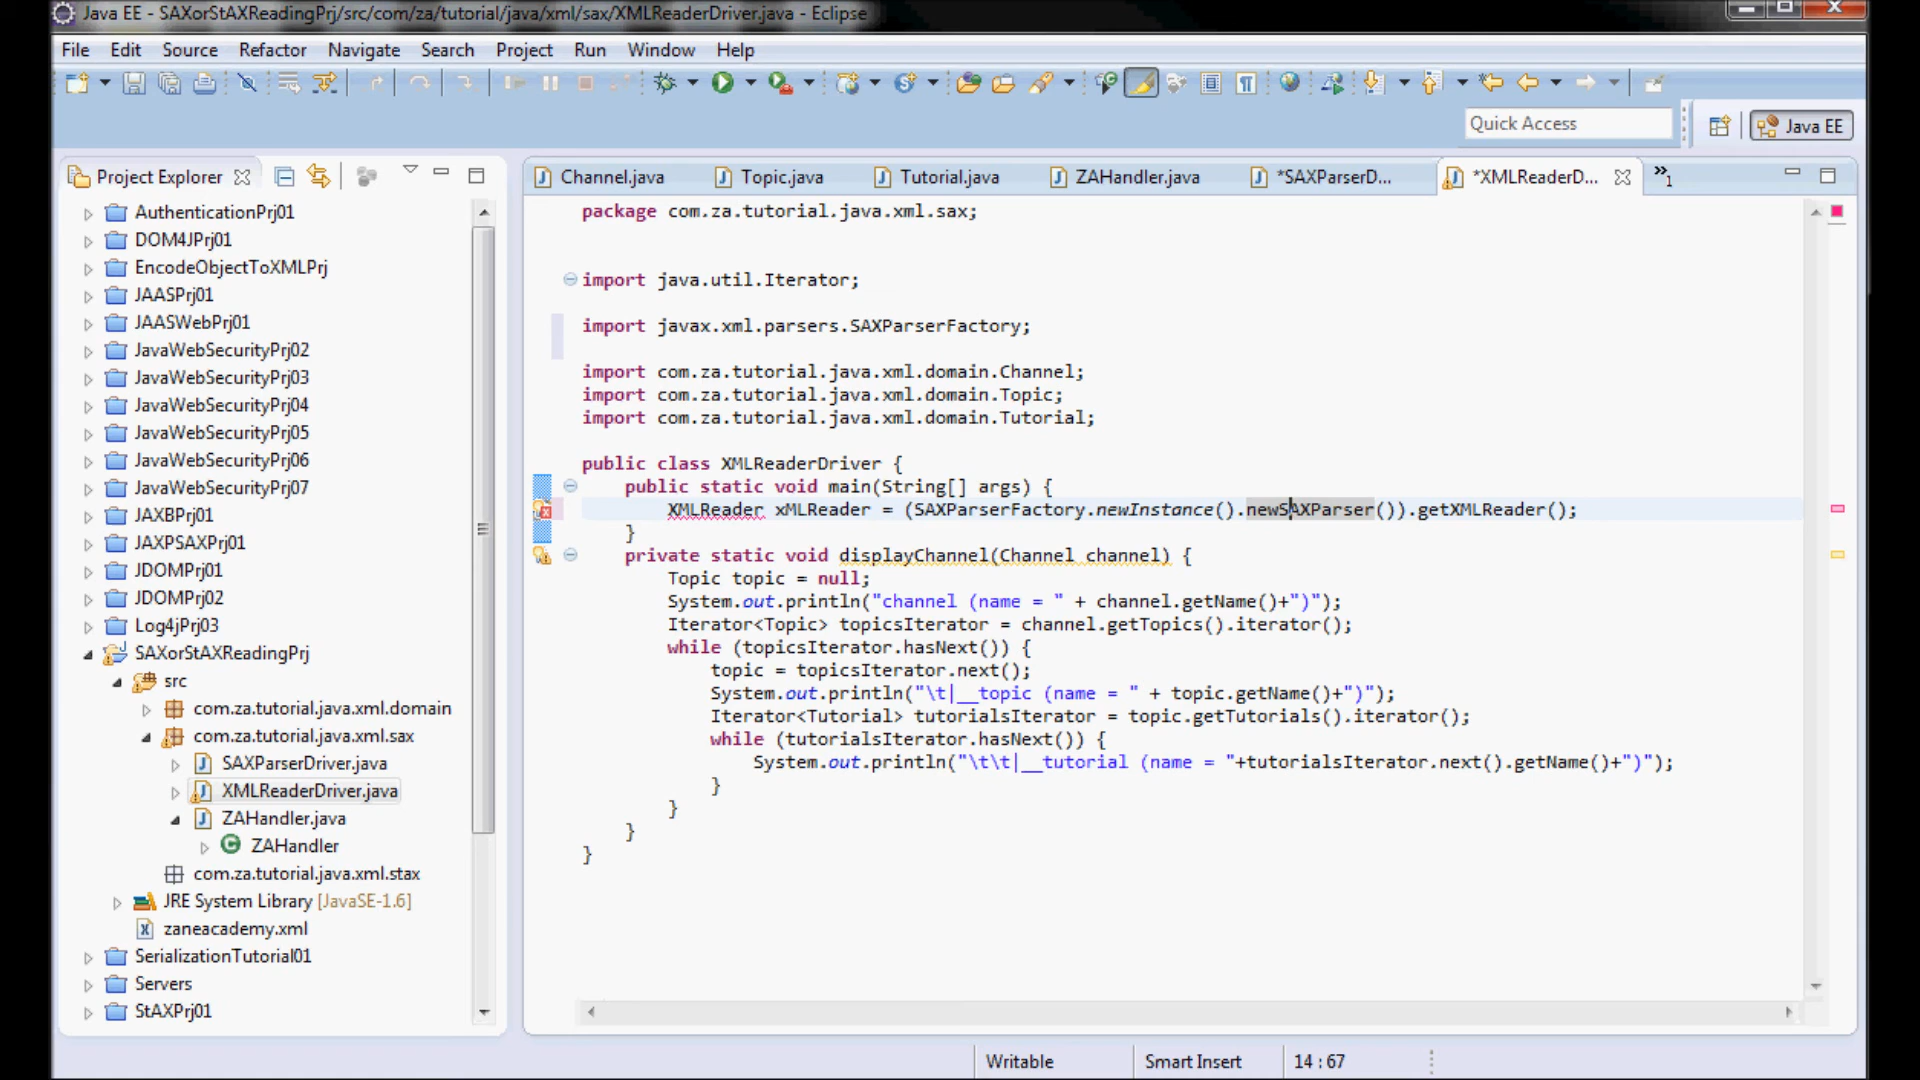 Java EE - SAXorStAXReadingPrj/src/com/za/tutorial/java/xml/sax/XMLReaderDriver.java - Eclipse
File Edit Source Refactor Navigate Search Project Run Window Help
Quick Access
Java EE
Project Explorer
Channel.java Topic.java Tutorial.java ZAHandler.java *SAXParserD... *XMLReaderD... »1
AuthenticationPrj01
DOM4JPrj01
EncodeObjectToXMLPrj
JAASPrj01
JAASWebPrj01
JavaWebSecurityPrj02
JavaWebSecurityPrj03
JavaWebSecurityPrj04
JavaWebSecurityPrj05
JavaWebSecurityPrj06
JavaWebSecurityPrj07
JAXBPrj01
JAXPSAXPrj01
JDOMPrj01
JDOMPrj02
Log4jPrj03
SAXorStAXReadingPrj
src
com.za.tutorial.java.xml.domain
com.za.tutorial.java.xml.sax
SAXParserDriver.java
XMLReaderDriver.java
ZAHandler.java
ZAHandler
com.za.tutorial.java.xml.stax
JRE System Library [JavaSE-1.6]
zaneacademy.xml
SerializationTutorial01
Servers
StAXPrj01
package com.za.tutorial.java.xml.sax;
import java.util.Iterator;
import javax.xml.parsers.SAXParserFactory;
import com.za.tutorial.java.xml.domain.Channel;
import com.za.tutorial.java.xml.domain.Topic;
import com.za.tutorial.java.xml.domain.Tutorial;
public class XMLReaderDriver {
public static void main(String[] args) {
XMLReader xMLReader = (SAXParserFactory.newInstance().newSAXParser()).getXMLReader();
}
private static void displayChannel(Channel channel) {
Topic topic = null;
System.out.println("channel (name = " + channel.getName()+")");
Iterator<Topic> topicsIterator = channel.getTopics().iterator();
while (topicsIterator.hasNext()) {
topic = topicsIterator.next();
System.out.println("\t|__topic (name = " + topic.getName()+")");
Iterator<Tutorial> tutorialsIterator = topic.getTutorials().iterator();
while (tutorialsIterator.hasNext()) {
System.out.println("\t\t|__tutorial (name = "+tutorialsIterator.next().getName()+")");
}
}
}
}
Writable Smart Insert 14 : 67